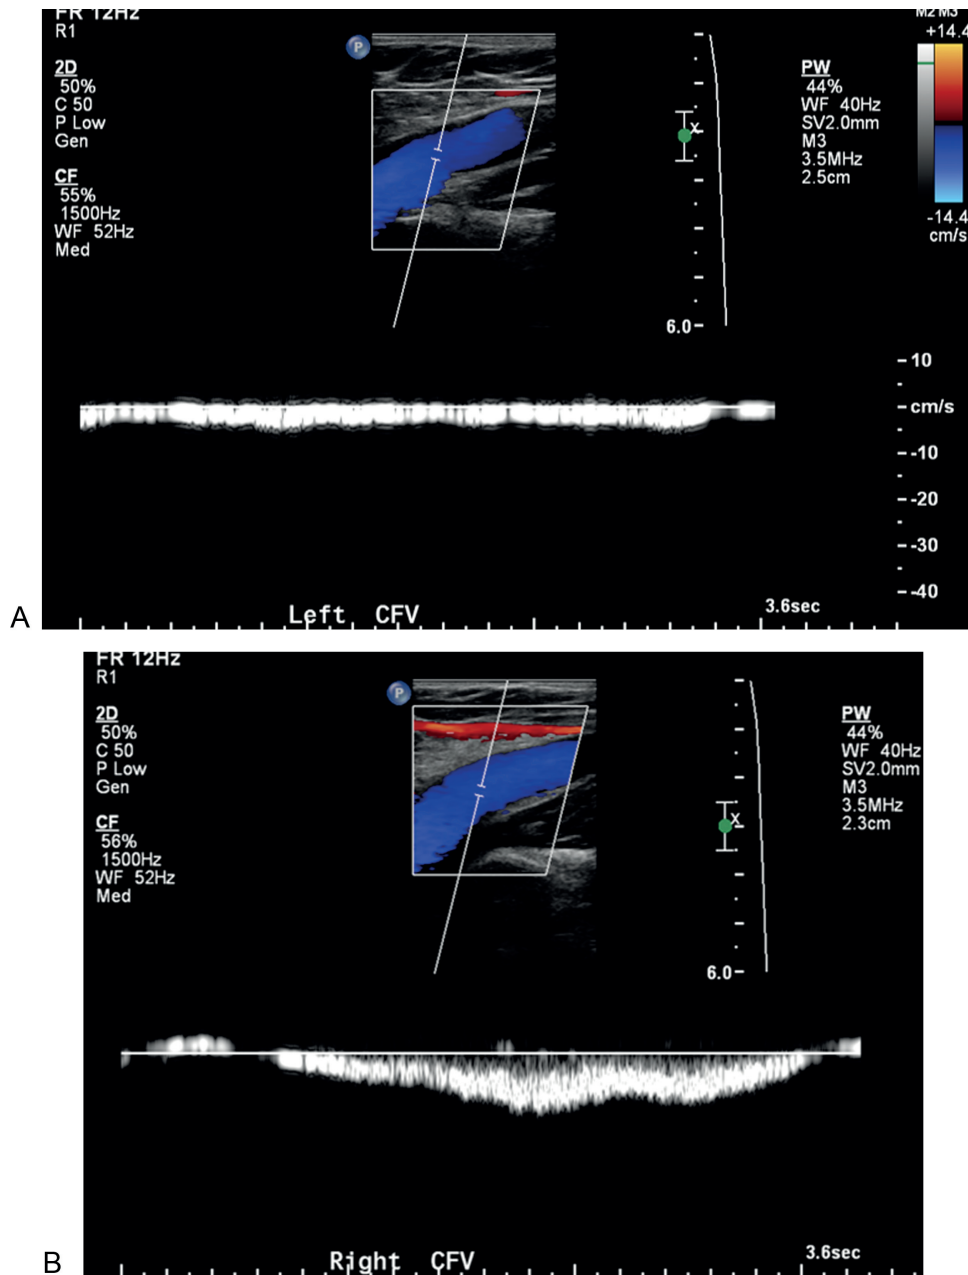 FR 12Hz
R1
2D
50%
C 50
P Low
Gen
CF
55%
1500Hz
WF 52Hz
Med
P
x
6.0
PW
44%
WF 40Hz
SV2.0mm
M3
3.5MHz
2.5cm
M2 M3
+14.4
-14.4
cm/s
10
cm/s
-10
-20
-30
-40
3.6sec
Left CFV
A
FR 12Hz
R1
2D
50%
C 50
P Low
Gen
CF
56%
1500Hz
WF 52Hz
Med
P
x
6.0
PW
44%
WF 40Hz
SV2.0mm
M3
3.5MHz
2.3cm
3.6sec
Right CFV
B